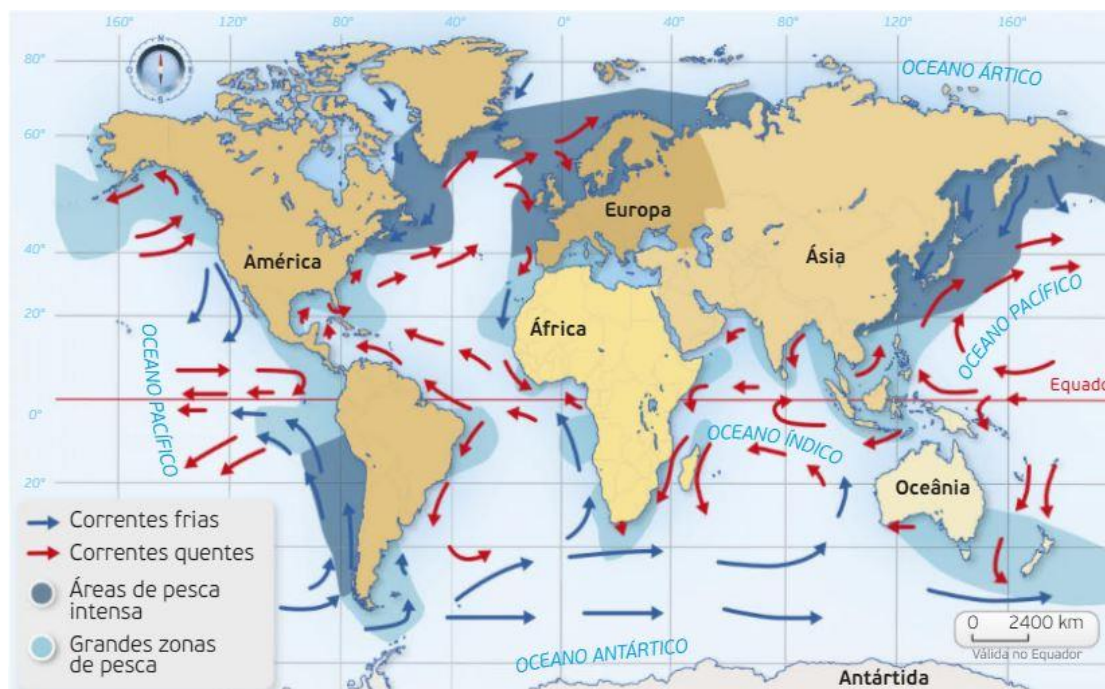 160° 120° 80° 40° 0° 40° 80° 120° 160°
80°
OCEANO ÁRTICO
60°
Europa
40°
América
Ásia
20°
África
OCEANO PACÍFICO
OCEANO PACÍFICO
Equador
0°
OCEANO ÍNDICO
20°
Oceânia
Correntes frias
Correntes quentes
Áreas de pesca
intensa
Grandes zonas
de pesca
0 2400 km
Válida no Equador
OCEANO ANTÁRTICO
Antártida